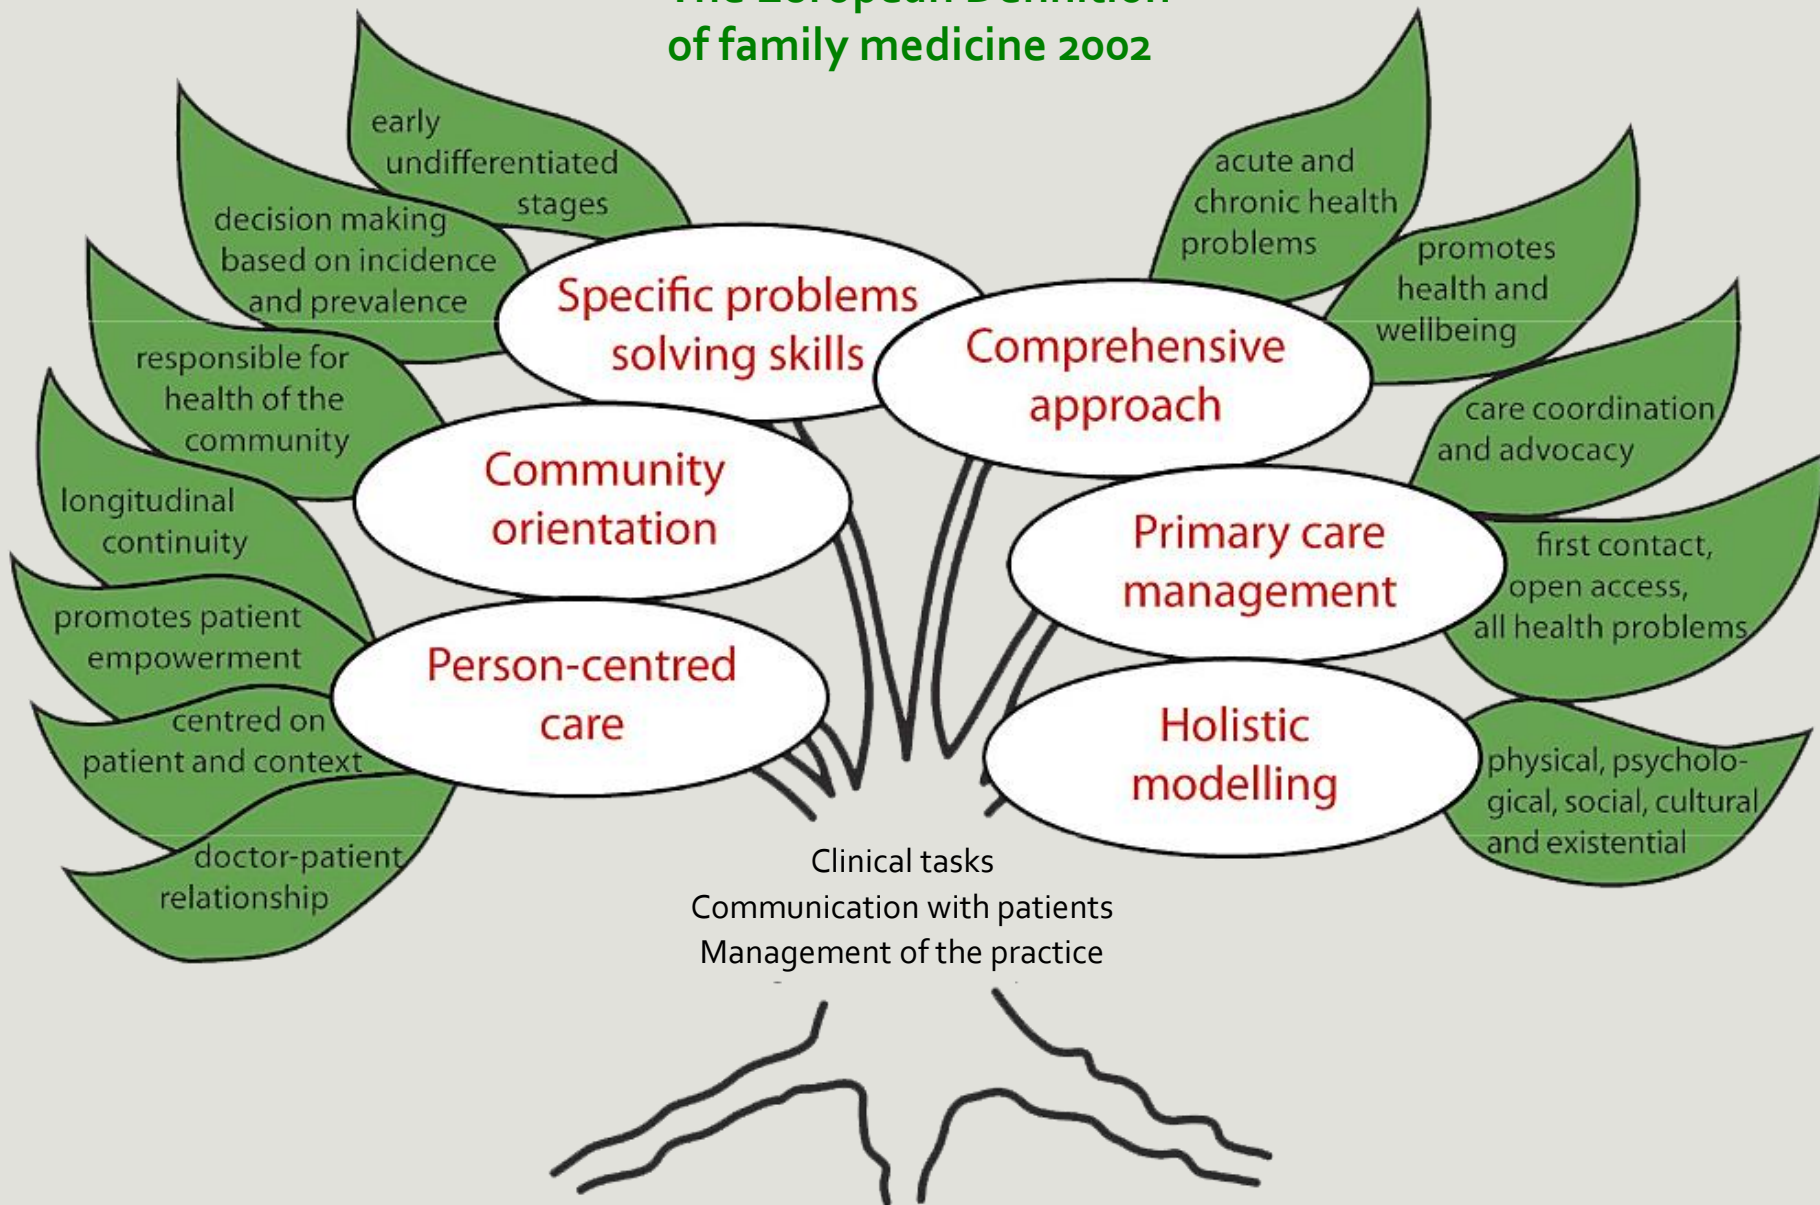 The European Definition
of family medicine 2002
early
undifferentiated
stages
decision making
based on incidence
and prevalence
responsible for
health of the
community
longitudinal
continuity
promotes patient
empowerment
centred on
patient and context
doctor-patient
relationship
Specific problems
solving skills
Community
orientation
Person-centred
care
Comprehensive
approach
Primary care
management
Holistic
modelling
acute and
chronic health
problems
promotes
health and
wellbeing
care coordination
and advocacy
first contact,
open access,
all health problems
physical, psycholo-
gical, social, cultural
and existential
Clinical tasks
Communication with patients
Management of the practice